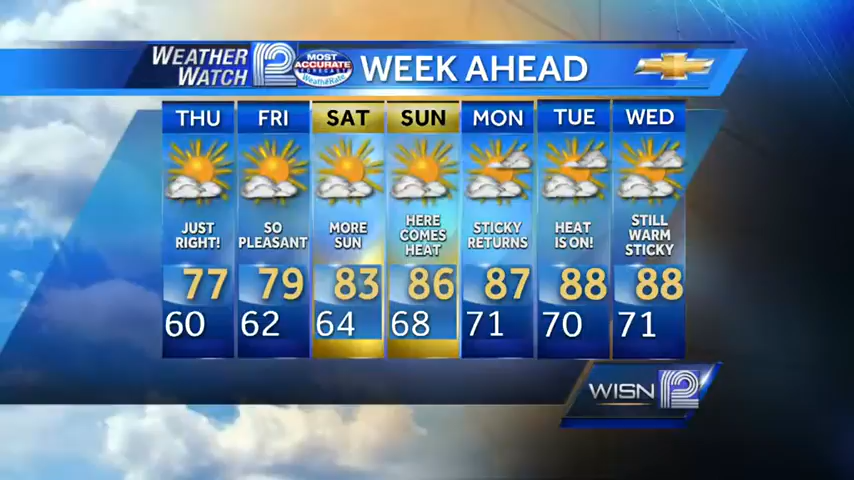 WEATHER
WATCH
12
MOST
ACCURATE
FORECAST
WeatheRate
WEEK AHEAD
THU
FRI
SAT
SUN
MON
TUE
WED
JUST
RIGHT!
SO
PLEASANT
MORE
SUN
HERE
COMES
HEAT
STICKY
RETURNS
HEAT
IS ON!
STILL
WARM
STICKY
77
79
83
86
87
88
88
60
62
64
68
71
70
71
WISN 12